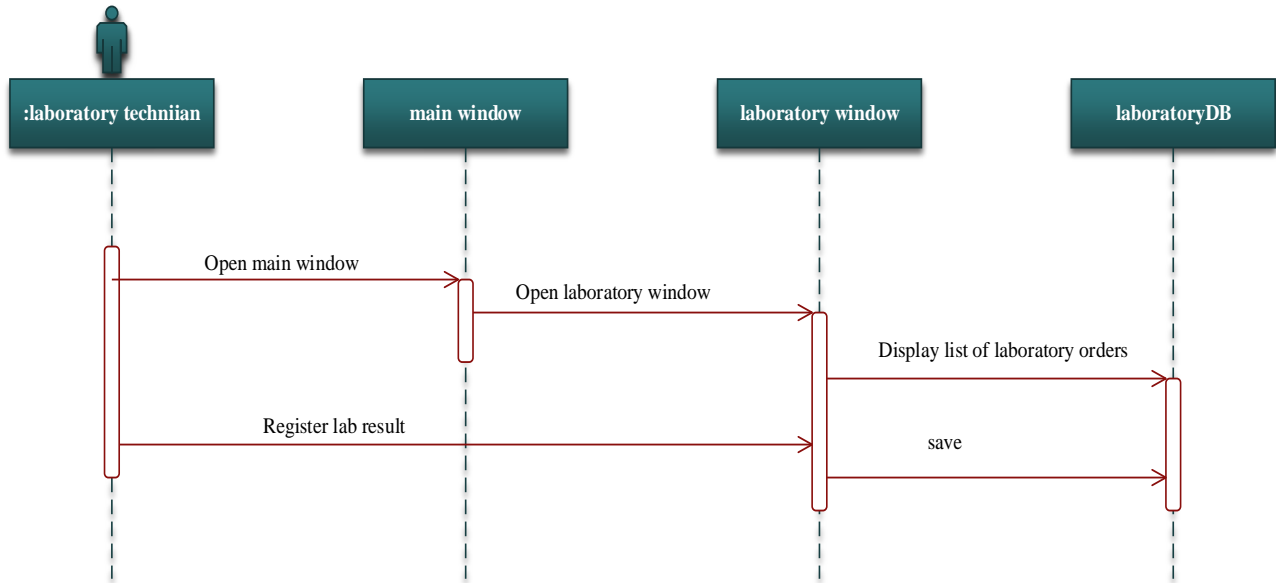 :laboratory techniian
main window
laboratory window
laboratoryDB
Open main window
Open laboratory window
Display list of laboratory orders
Register lab result
save